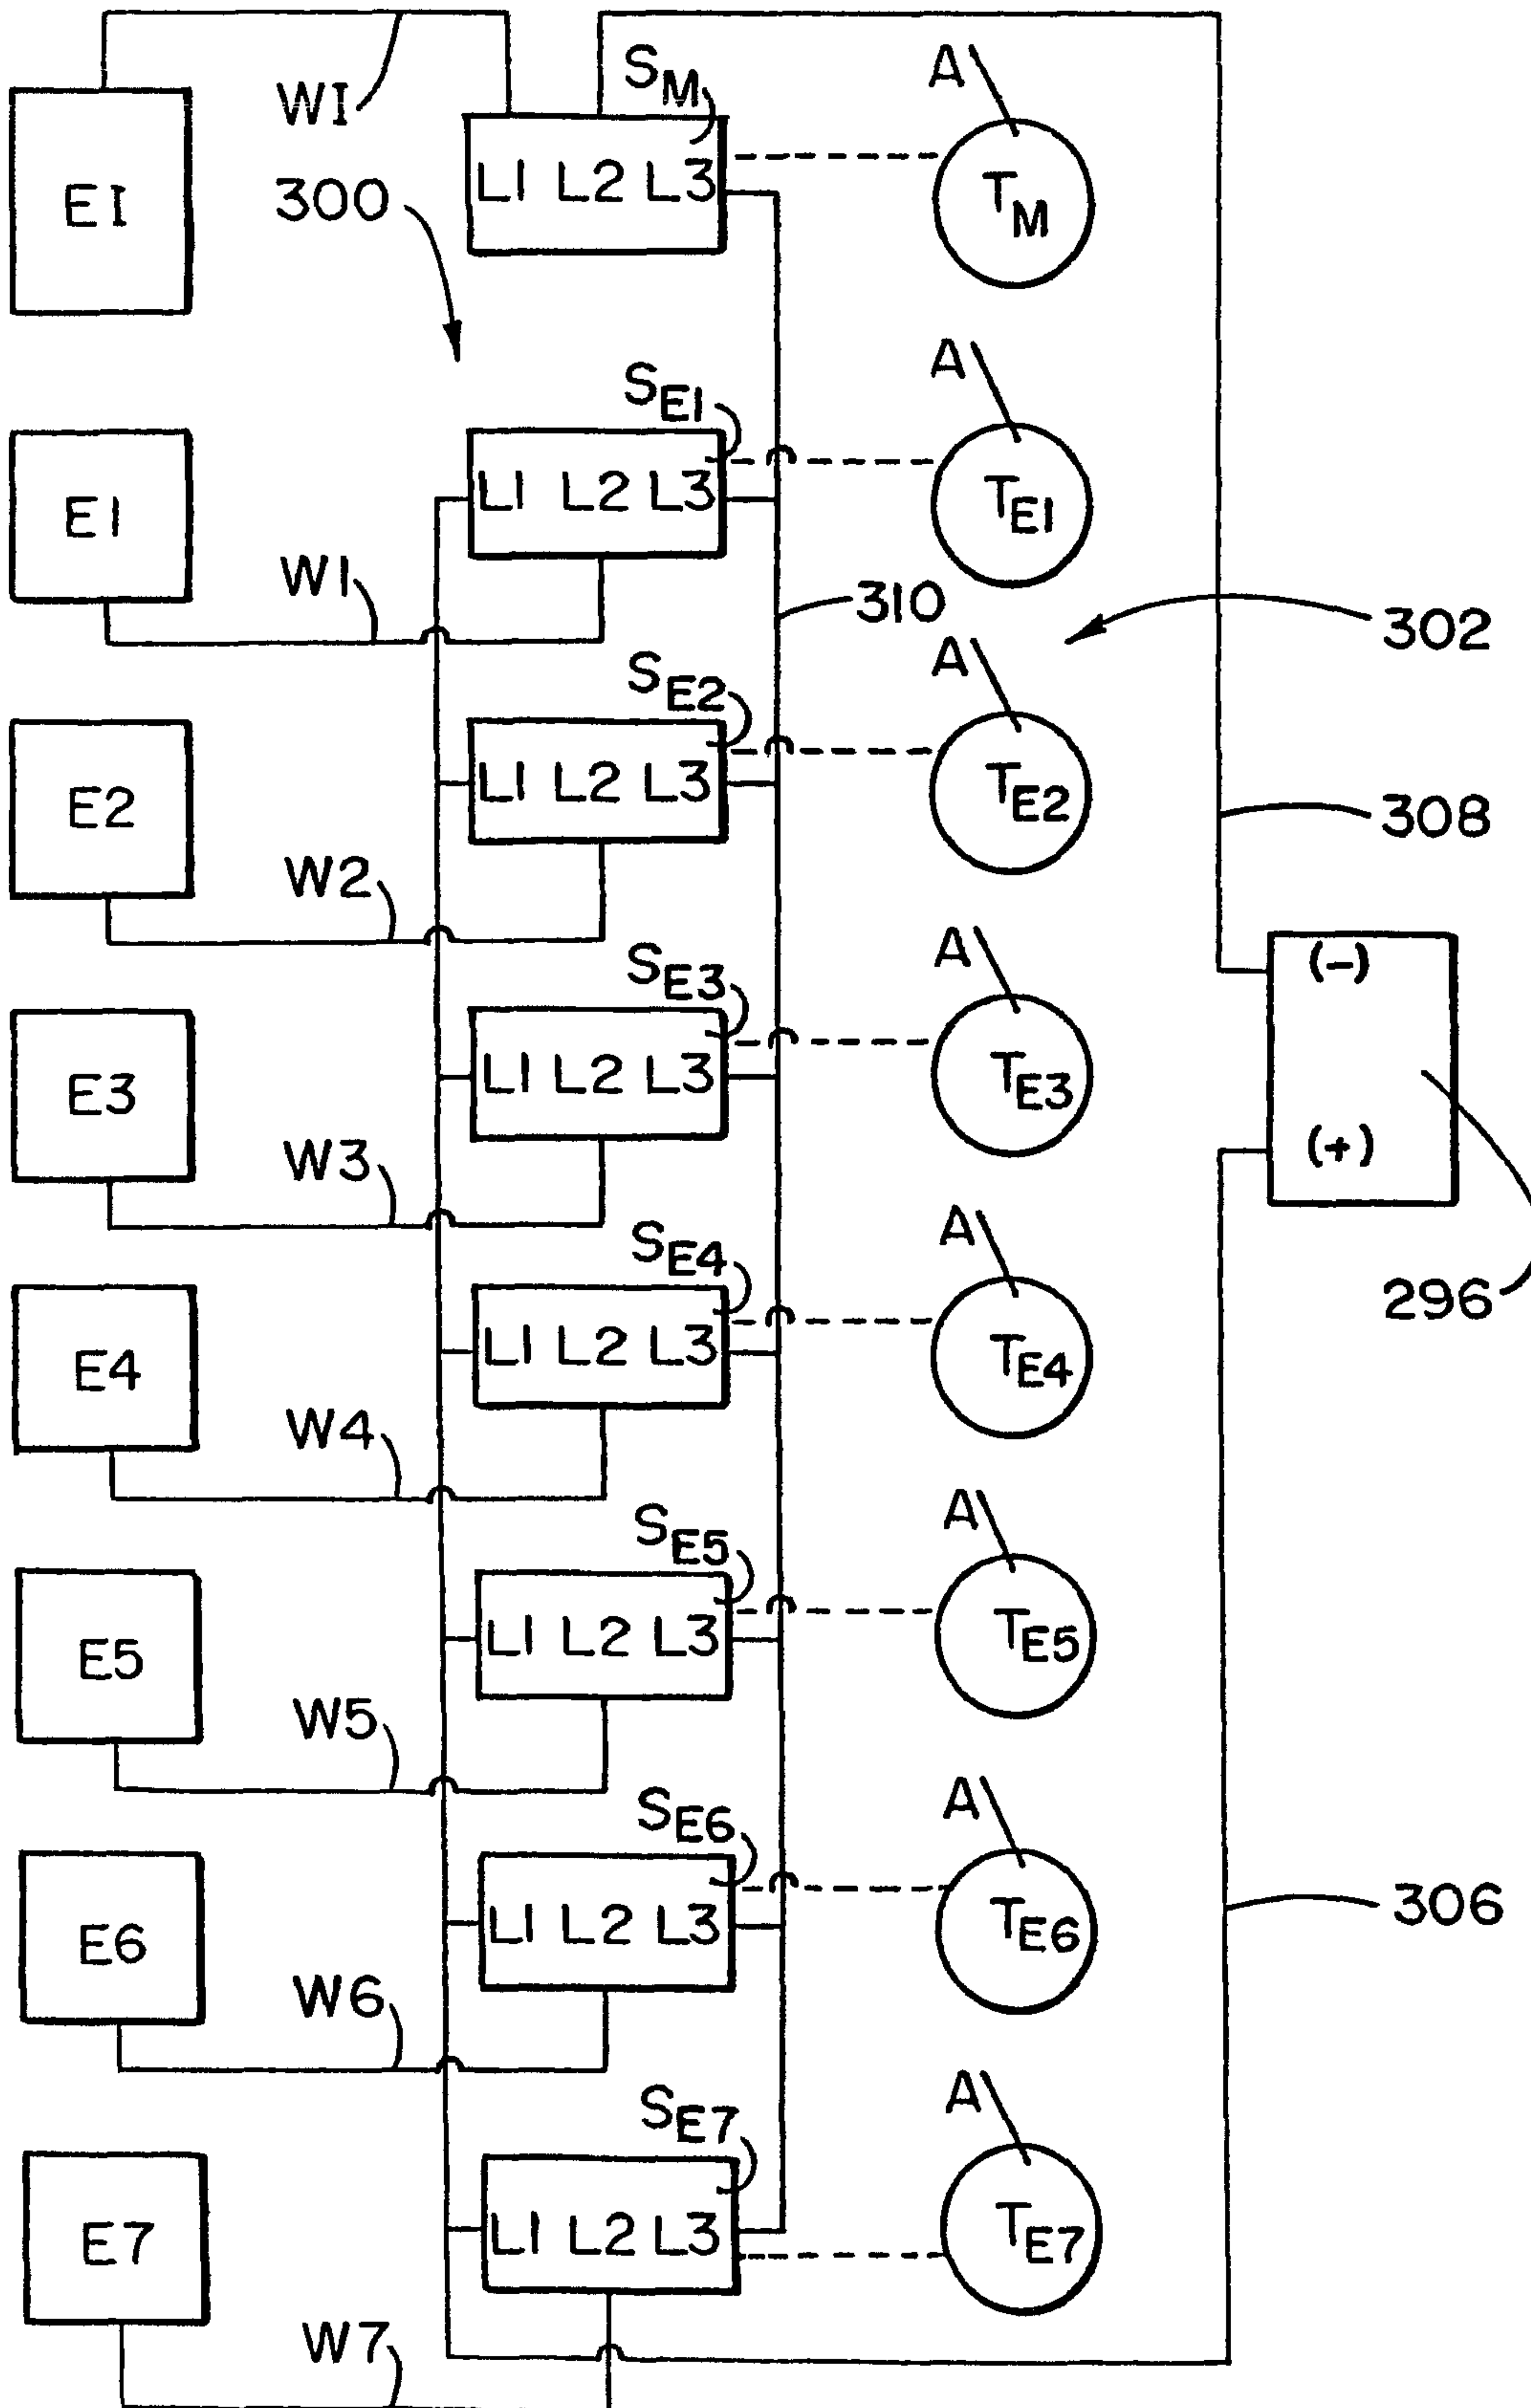 WI
S_M
A
EI
300
L1 L2 L3
T_M
S_E1
A
E1
L1 L2 L3
T_E1
W1
310
302
S_E2
A
E2
L1 L2 L3
T_E2
308
W2
S_E3
A
(-)
E3
L1 L2 L3
T_E3
(+)
W3
S_E4
A
296
E4
L1 L2 L3
T_E4
W4
S_E5
A
E5
L1 L2 L3
T_E5
W5
S_E6
A
E6
L1 L2 L3
T_E6
306
W6
S_E7
A
E7
L1 L2 L3
T_E7
W7